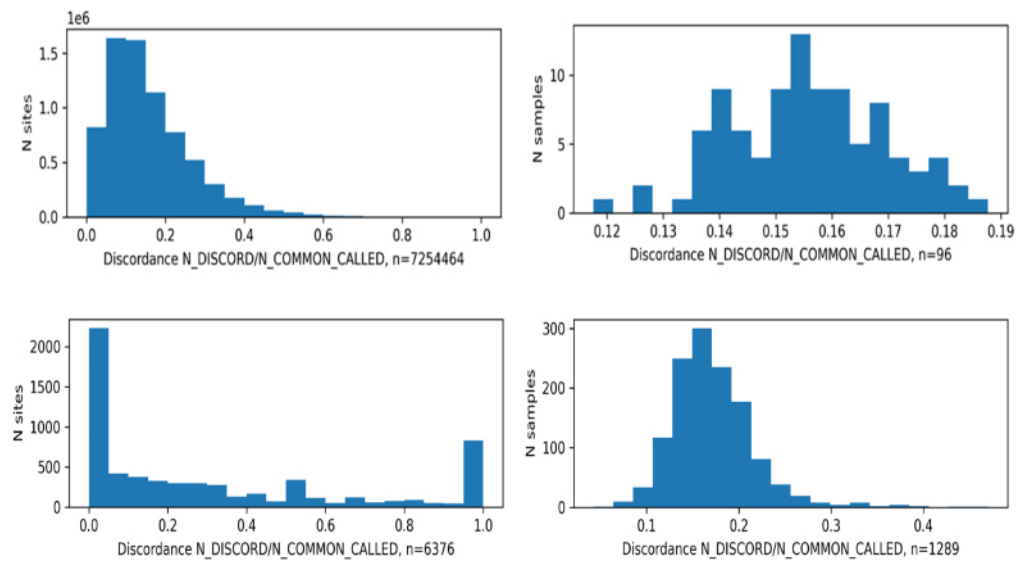 1e6
N sites
1.5
1.0
0.5
0.0
0.0 0.2 0.4 0.6 0.8 1.0
Discordance N_DISCORD/N_COMMON_CALLED, n=7254464
N samples
10
5
0
0.12 0.13 0.14 0.15 0.16 0.17 0.18 0.19
Discordance N_DISCORD/N_COMMON_CALLED, n=96
N sites
2000
1500
1000
500
0
0.0 0.2 0.4 0.6 0.8 1.0
Discordance N_DISCORD/N_COMMON_CALLED, n=6376
N samples
300
200
100
0
0.1 0.2 0.3 0.4
Discordance N_DISCORD/N_COMMON_CALLED, n=1289